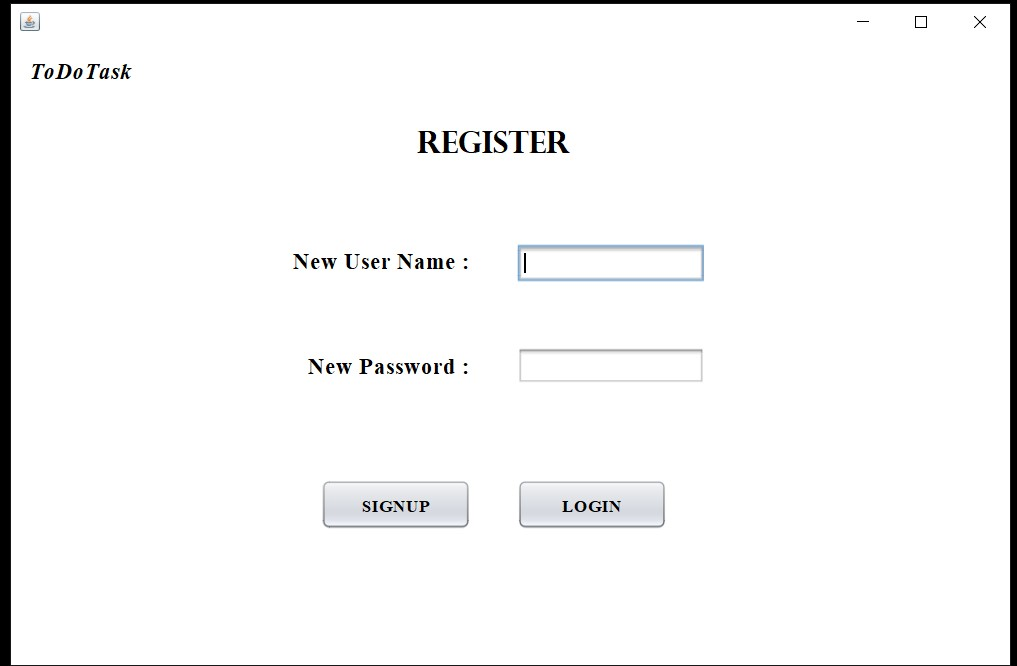 ToDoTask
REGISTER
New User Name :
New Password :
SIGNUP LOGIN